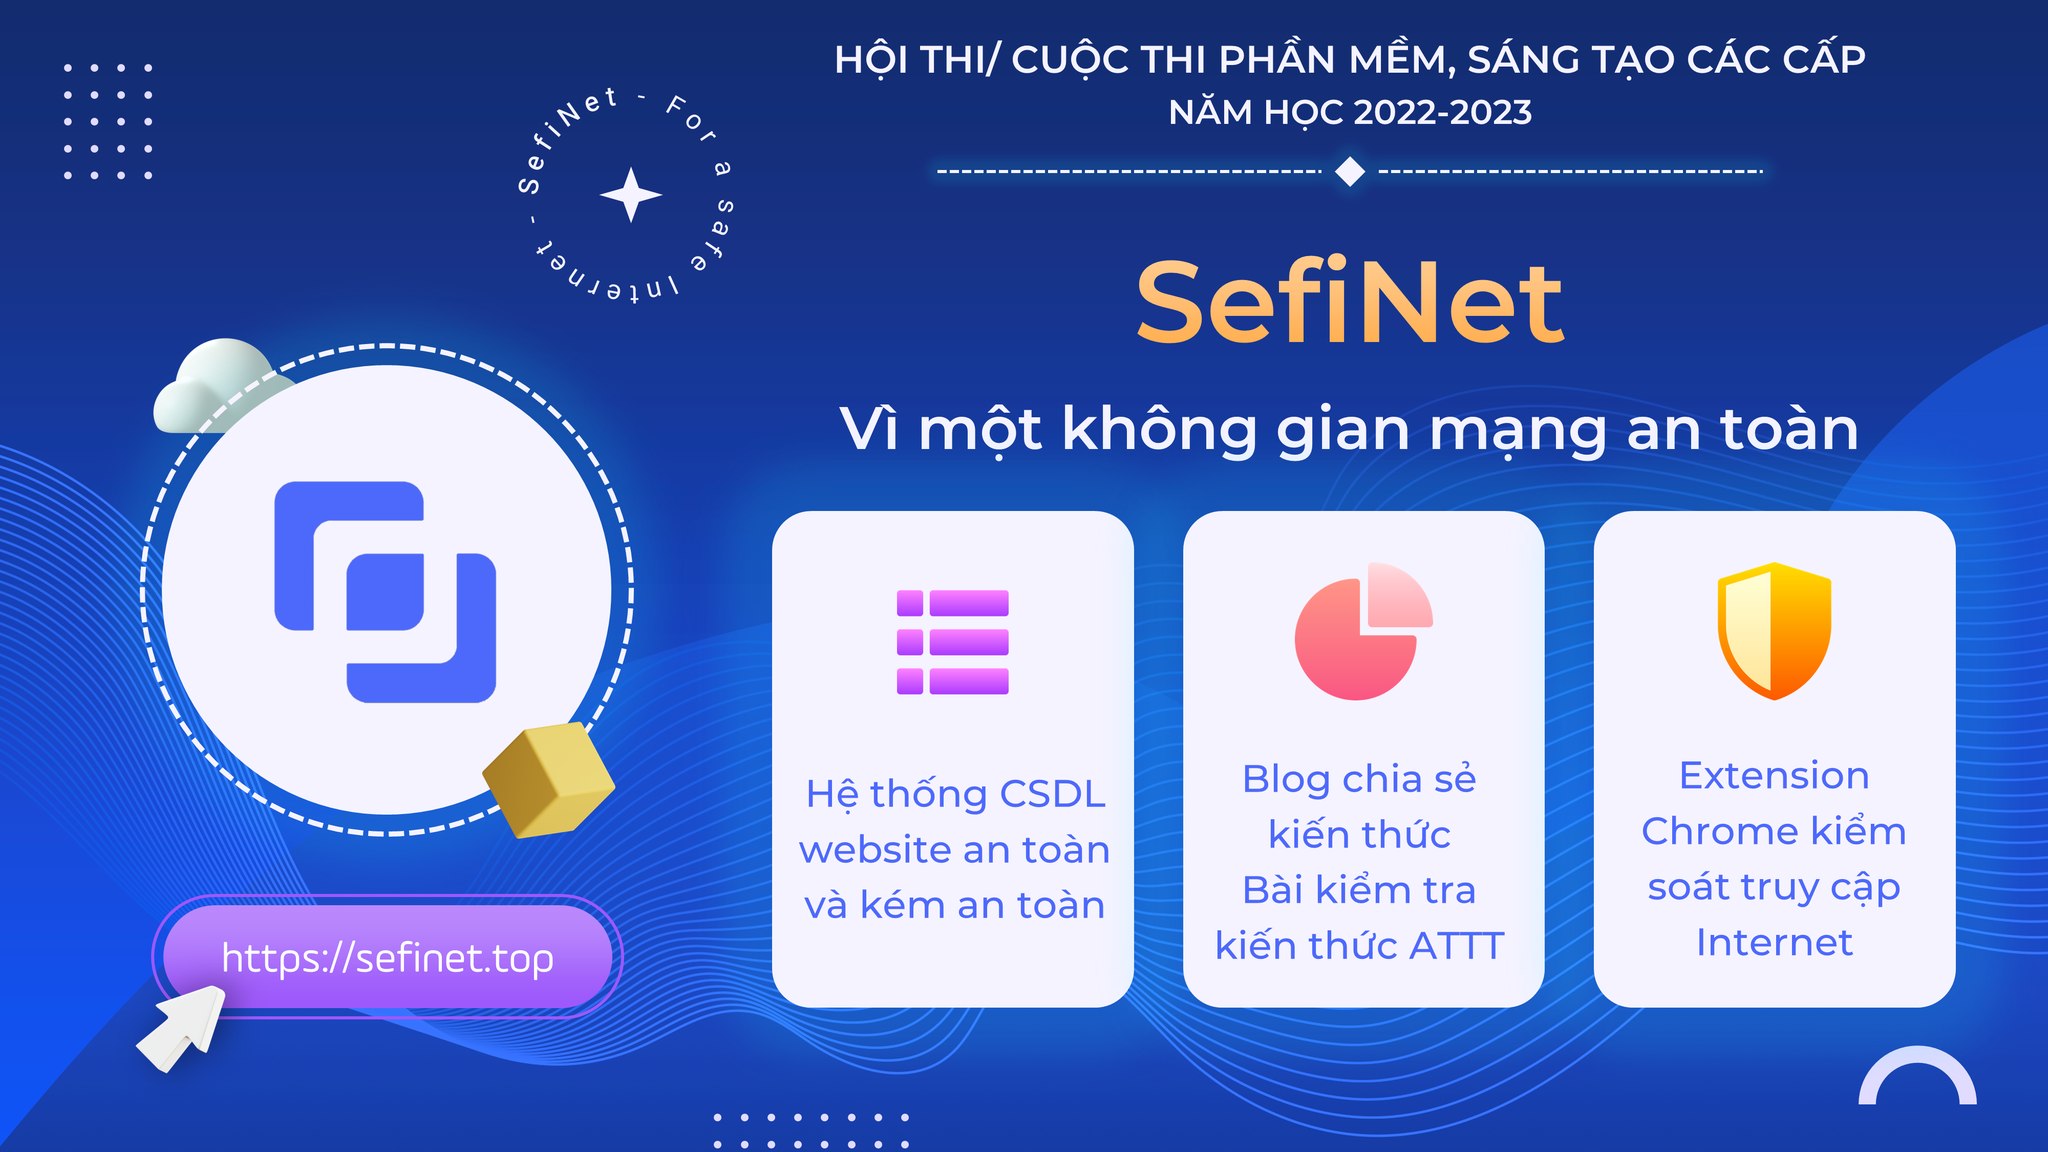 HỘI THI/ CUỘC THI PHẦN MỀM, SÁNG TẠO CÁC CẤP
NĂM HỌC 2022-2023
SefiNet - For a safe Internet -
SefiNet
Vì một không gian mạng an toàn
Hệ thống CSDL
website an toàn
và kém an toàn
Blog chia sẻ
kiến thức
Bài kiểm tra
kiến thức ATTT
Extension
Chrome kiểm
soát truy cập
Internet
https://sefinet.top